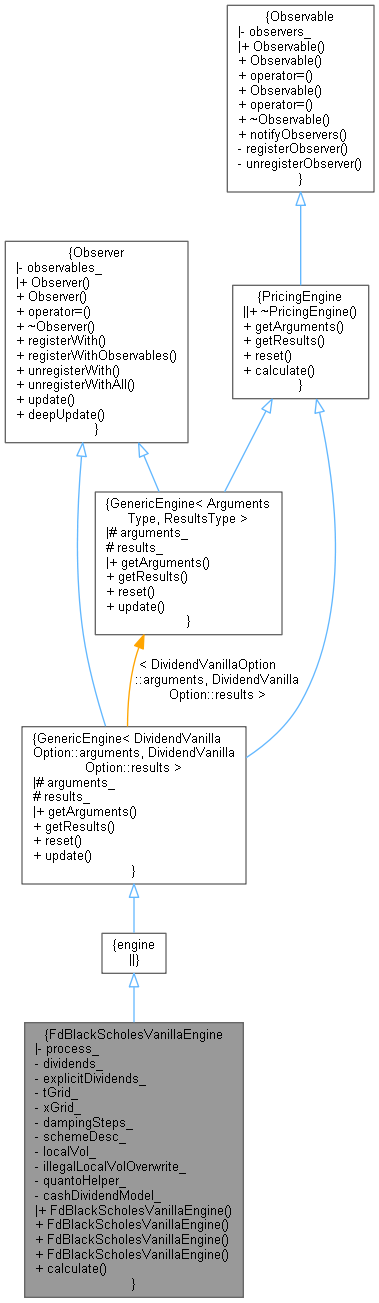 {Observable
|- observers_
|+ Observable()
+ Observable()
+ operator=()
+ Observable()
+ operator=()
+ ~Observable()
+ notifyObservers()
- registerObserver()
- unregisterObserver()
}
{Observer
|- observables_
|+ Observer()
+ Observer()
+ operator=()
+ ~Observer()
+ registerWith()
+ registerWithObservables()
+ unregisterWith()
+ unregisterWithAll()
+ update()
+ deepUpdate()
}
{PricingEngine
||+ ~PricingEngine()
+ getArguments()
+ getResults()
+ reset()
+ calculate()
}
{GenericEngine< Arguments
Type, ResultsType >
|# arguments_
# results_
|+ getArguments()
+ getResults()
+ reset()
+ update()
}
< DividendVanillaOption
::arguments, DividendVanilla
Option::results >
{GenericEngine< DividendVanilla
Option::arguments, DividendVanilla
Option::results >
|# arguments_
# results_
|+ getArguments()
+ getResults()
+ reset()
+ update()
}
{engine
||}
{FdBlackScholesVanillaEngine
|- process_
- dividends_
- explicitDividends_
- tGrid_
- xGrid_
- dampingSteps_
- schemeDesc_
- localVol_
- illegalLocalVolOverwrite_
- quantoHelper_
- cashDividendModel_
|+ FdBlackScholesVanillaEngine()
+ FdBlackScholesVanillaEngine()
+ FdBlackScholesVanillaEngine()
+ FdBlackScholesVanillaEngine()
+ calculate()
}